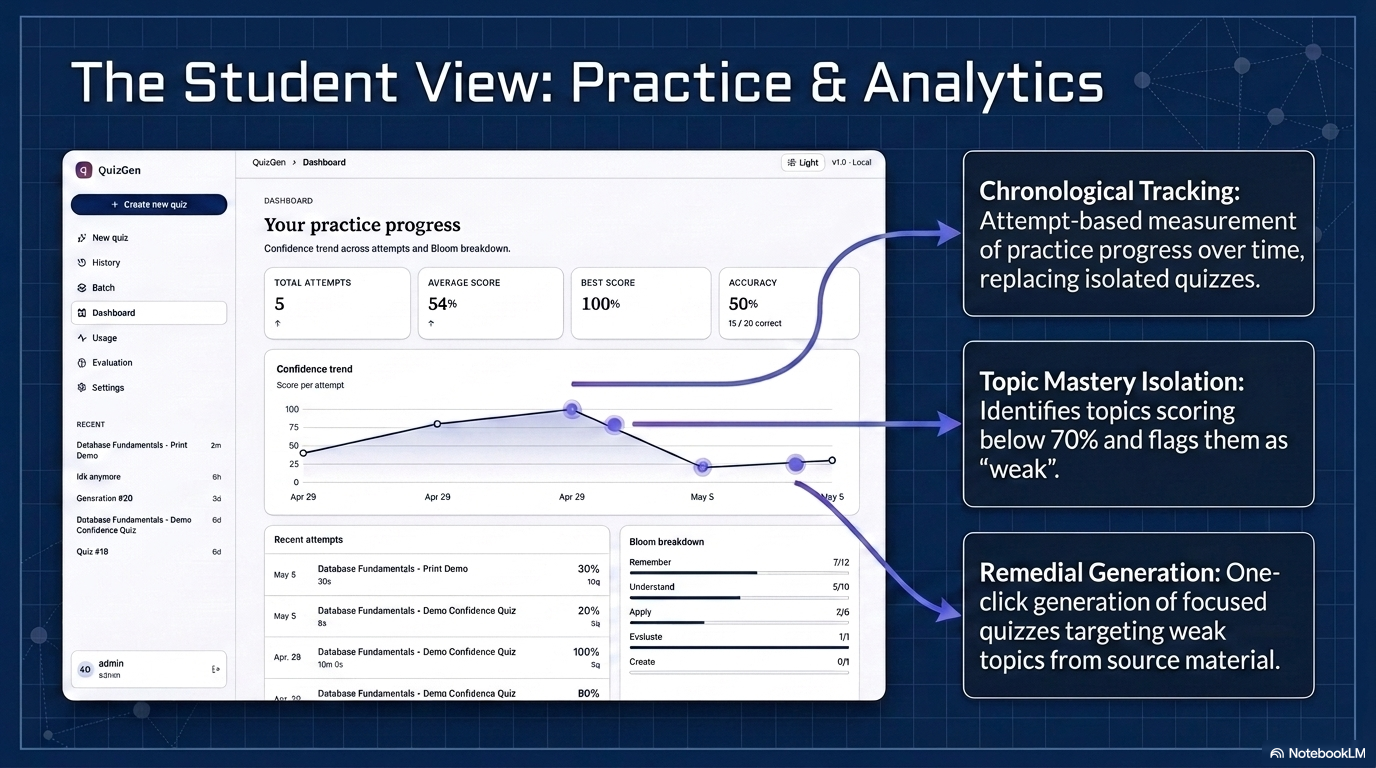 The Student View: Practice & Analytics
QuizGen
+ Create new quiz
New quiz
History
Batch
Dashboard
Usage
Evaluation
Settings
RECENT
Detebase Fundamentals - Print 2m
Demo
Idk anymore 6h
Gensration #20 3d
Database Fundamentals - Demo 6d
Confidence Quiz
Quiz #18 6d
40 admin
QuizGen > Dashboard
Light v1.0 · Local
DASHBOARD
Your practice progress
Confidence trend across attempts and Bloom breakdown.
TOTAL ATTEMPTS
5
↑
AVERAGE SCORE
54%
↑
BEST SCORE
100%
ACCURACY
50%
15 / 20 correct
Confidence trend
Score per attempt
100
75
50
25
0
Apr 29 Apr 29 Apr 29 May 5 May 5
Recent attempts
May 5 Database Fundamentals - Print Demo 30%
30s 10q
May 5 Database Fundamentals - Demo Confidence Quiz 20%
8s
Apr. 28 Database Fundamentals - Demo Confidence Quiz 100%
10m 0s Sq
Database Fundamentals - Demo Confidenca Quiz B0%
Bloom breakdown
Remember 7/12
Understand 5/10
Apply 2/6
Evsluste 1/1
Create 0/1
Chronological Tracking:
Attempt-based measurement
of practice progress over time,
replacing isolated quizzes.
Topic Mastery Isolation:
Identifies topics scoring
below 70% and flags them as
“weak”.
Remedial Generation: One-
click generation of focused
quizzes targeting weak
topics from source material.
NotebookLM